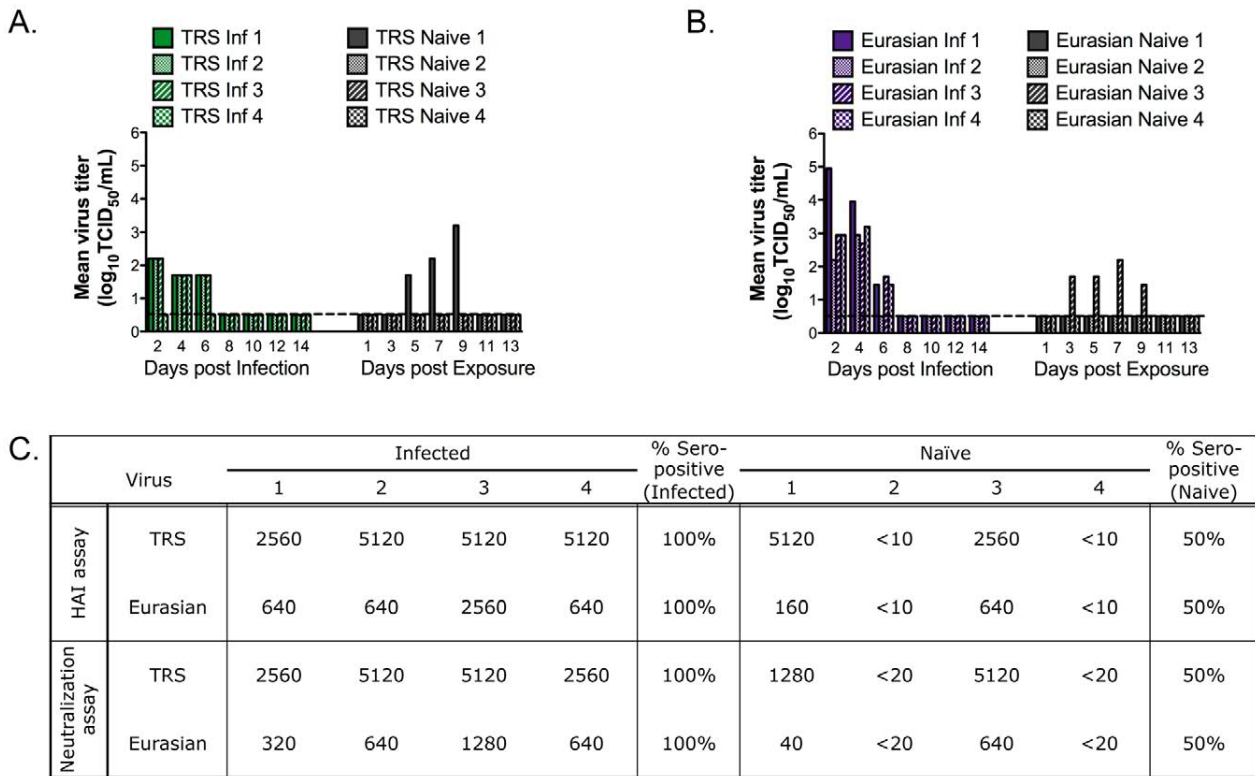 A.
TRS Inf 1
TRS Inf 2
TRS Inf 3
TRS Inf 4
TRS Naive 1
TRS Naive 2
TRS Naive 3
TRS Naive 4
Mean virus titer
(log10TCID50/mL)
6
5
4
3
2
1
0
2 4 6 8 10 12 14 1 3 5 7 9 11 13
Days post Infection Days post Exposure
B.
Eurasian Inf 1
Eurasian Inf 2
Eurasian Inf 3
Eurasian Inf 4
Eurasian Naive 1
Eurasian Naive 2
Eurasian Naive 3
Eurasian Naive 4
Mean virus titer
(log10TCID50/mL)
6
5
4
3
2
1
0
2 4 6 8 10 12 14 1 3 5 7 9 11 13
Days post Infection Days post Exposure
C.
Virus Infected % Sero-positive (Infected) Naïve % Sero-positive (Naive)
1 2 3 4 1 2 3 4
HAI assay
TRS 2560 5120 5120 5120 100% 5120 <10 2560 <10 50%
Eurasian 640 640 2560 640 100% 160 <10 640 <10 50%
Neutralization assay
TRS 2560 5120 5120 2560 100% 1280 <20 5120 <20 50%
Eurasian 320 640 1280 640 100% 40 <20 640 <20 50%